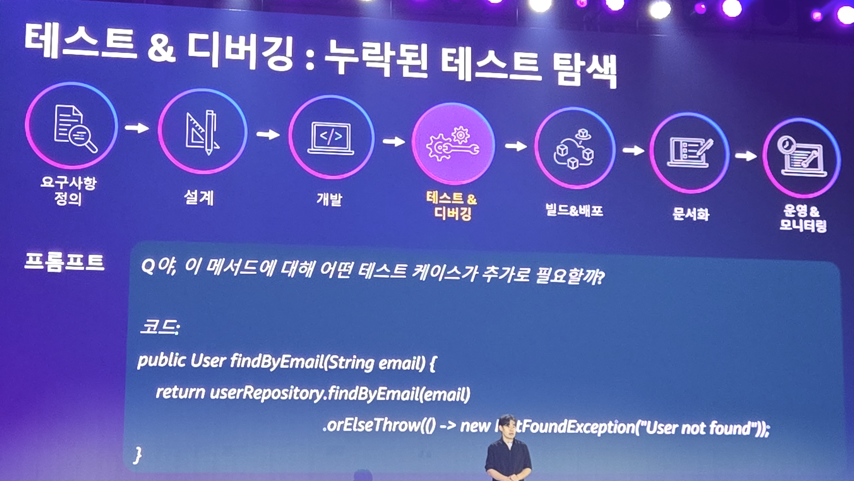 테스트 & 디버깅 : 누락된 테스트 탐색
</>
요구사항
정의
설계
개발
테스트 &
디버깅
빌드&배포
문서화
운영 &
모니터링
프롬프트
Q야, 이 메서드에 대해 어떤 테스트 케이스가 추가로 필요할까?
코드:
public User findByEmail(String email) {
return userRepository.findByEmail(email)
.orElseThrow(() -> new tFoundException("User not found"));
}